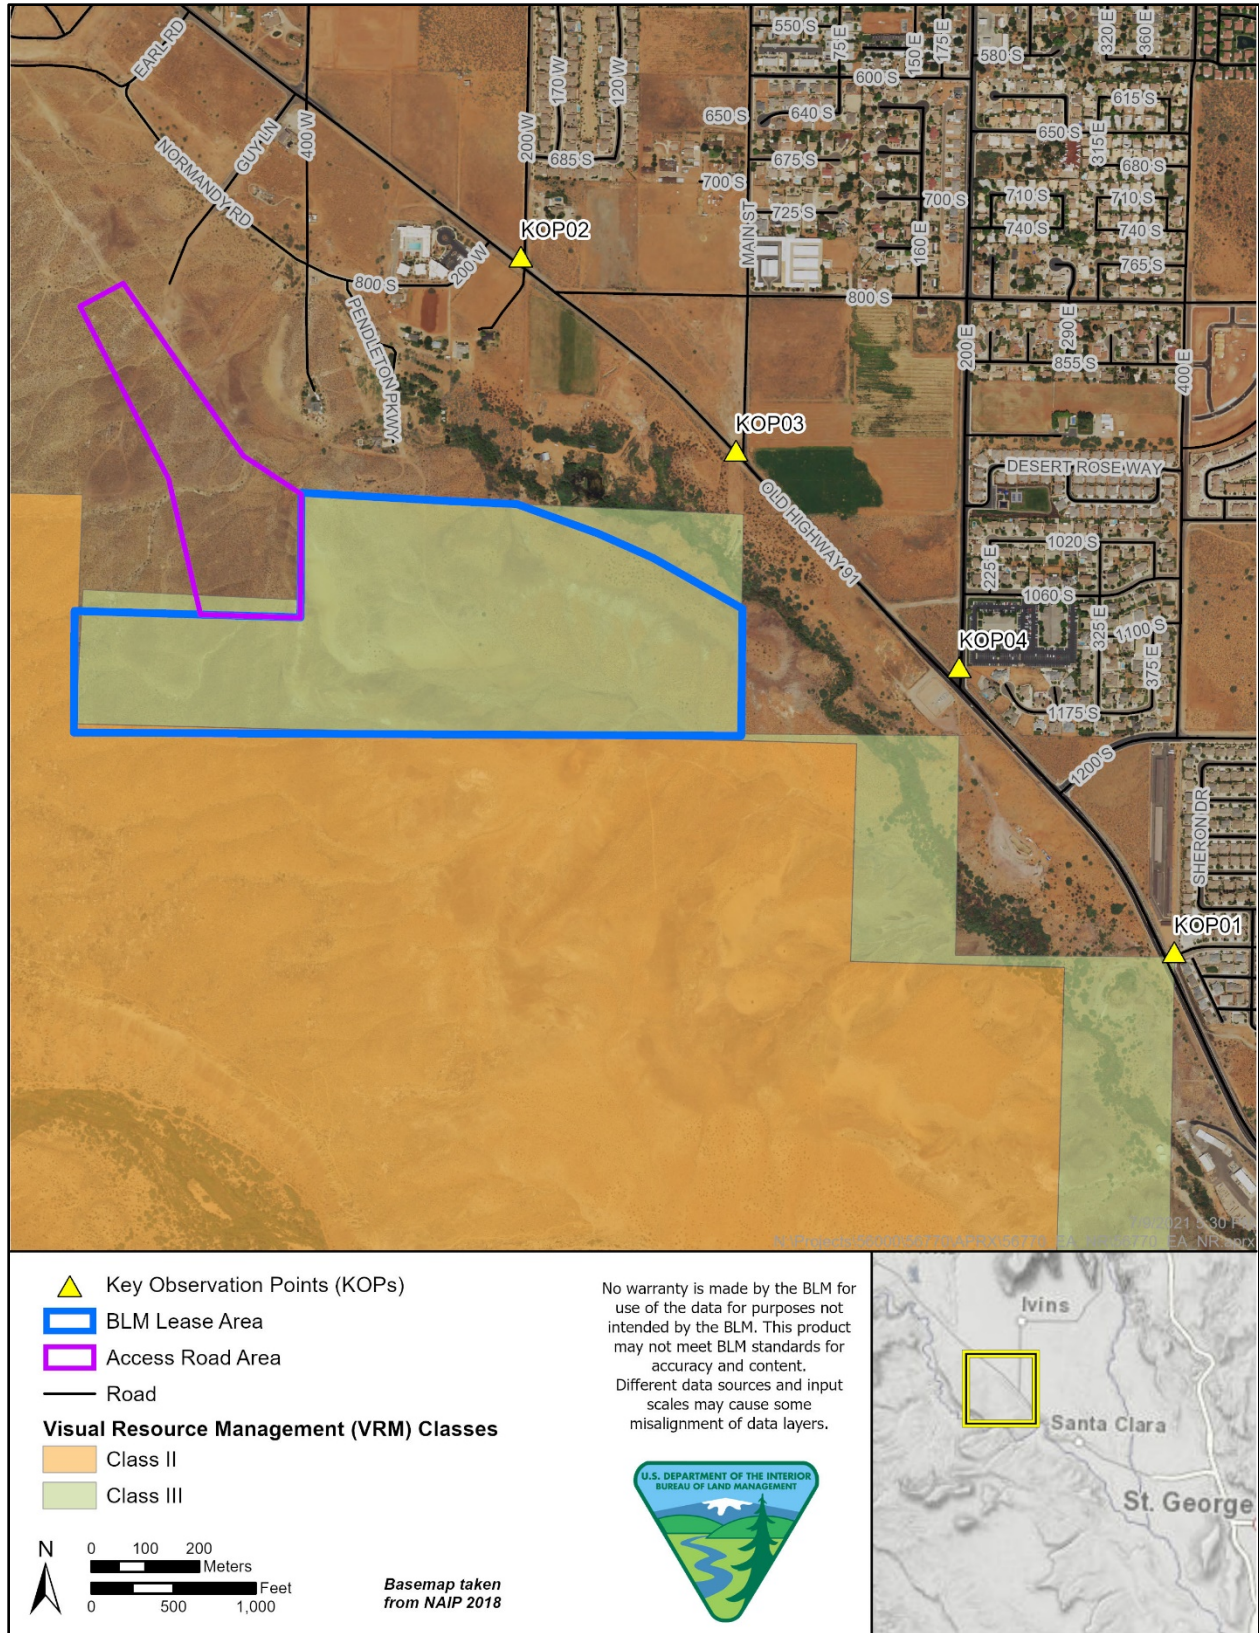 EARL RD
GUY LN
400 W
NORMANDY RD
200 W
170 W
120 W
685 S
550 S
75 E
150 E
175 E
600 S
580 S
320 E
360 E
650 S
640 S
615 S
650 S
315 E
675 S
680 S
700 S
725 S
700 S
710 S
710 S
MAIN ST
160 E
740 S
740 S
765 S
KOP02
800 S
200 W
800 S
PENDLETON PKWY
290 E
200 E
855 S
400 E
KOP03
DESERT ROSE WAY
OLD HIGHWAY 91
1020 S
225 E
1060 S
325 E
1100 S
375 E
KOP04
1175 S
1200 S
SHERON DR
KOP01
Key Observation Points (KOPs)
BLM Lease Area
Access Road Area
Road
Visual Resource Management (VRM) Classes
Class II
Class III
N
0 100 200
Meters
Feet
0 500 1,000
Basemap taken
from NAIP 2018
No warranty is made by the BLM for
use of the data for purposes not
intended by the BLM. This product
may not meet BLM standards for
accuracy and content.
Different data sources and input
scales may cause some
misalignment of data layers.
U.S. DEPARTMENT OF THE INTERIOR
BUREAU OF LAND MANAGEMENT
Ivins
Santa Clara
St. George